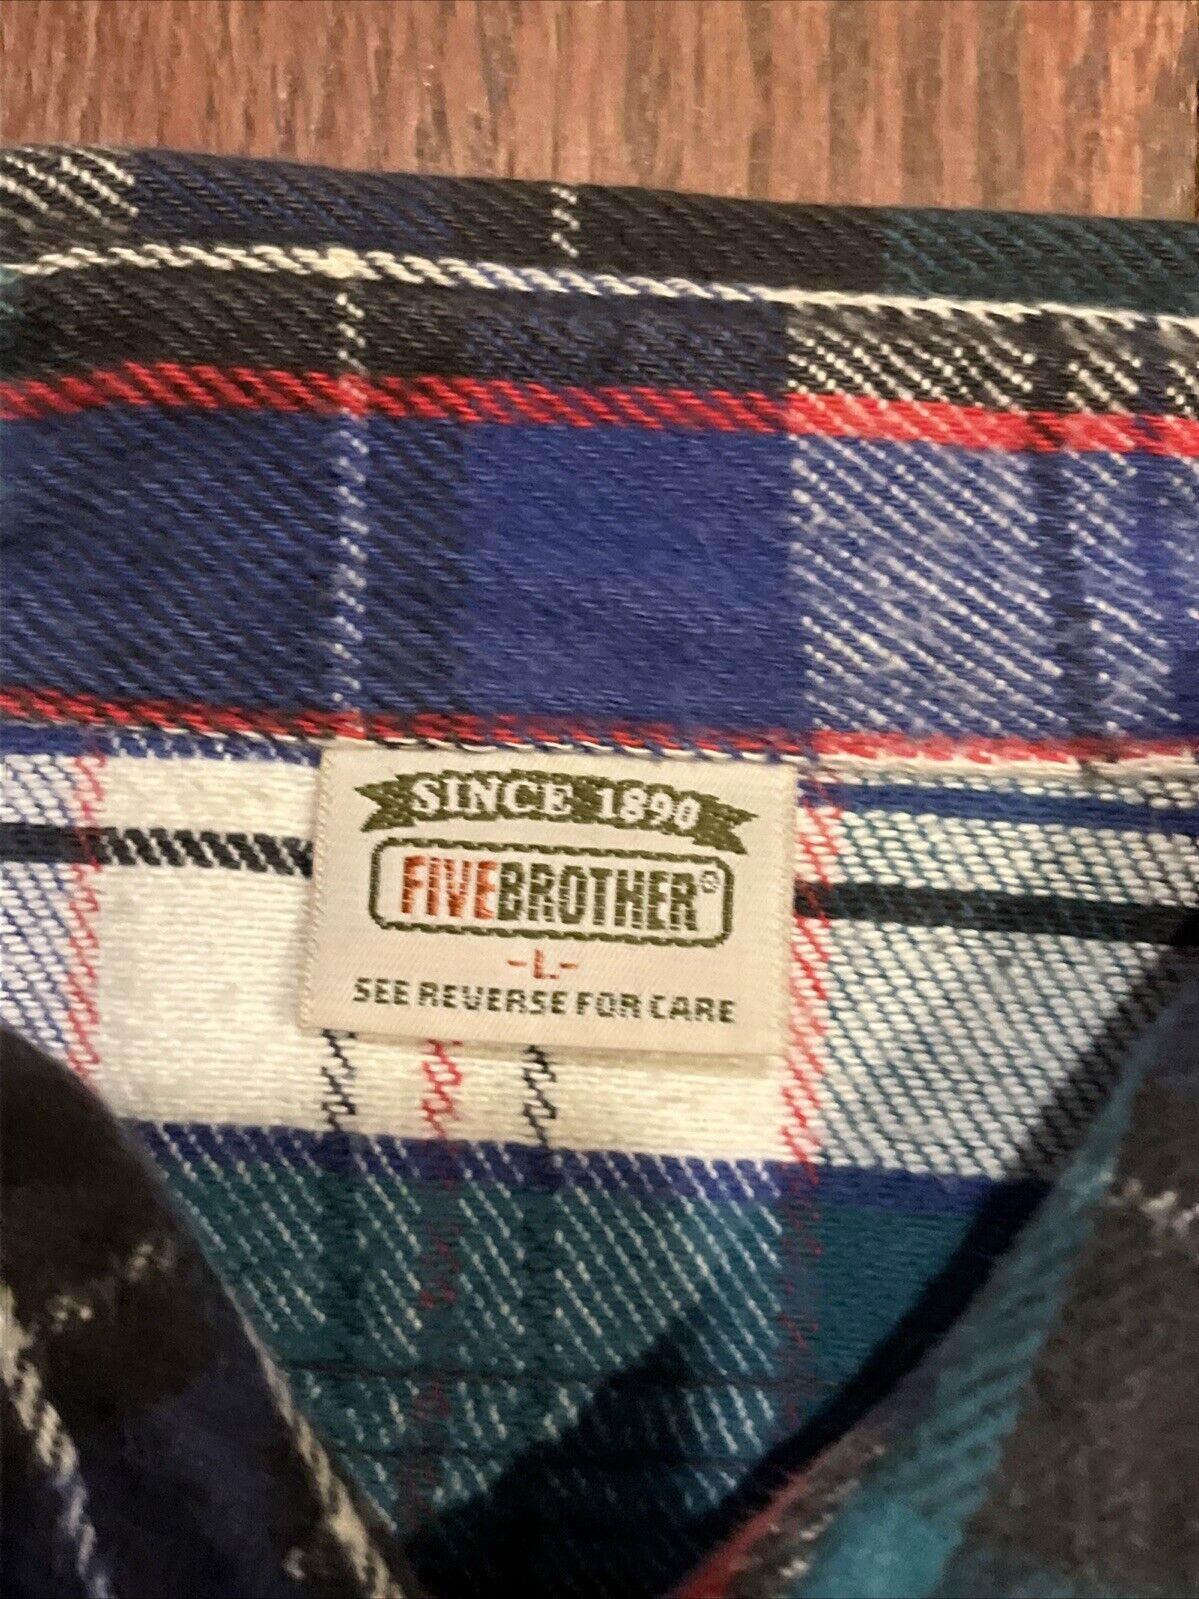 SINCE 1890
FIVEBROTHER®
-L-
SEE REVERSE FOR CARE